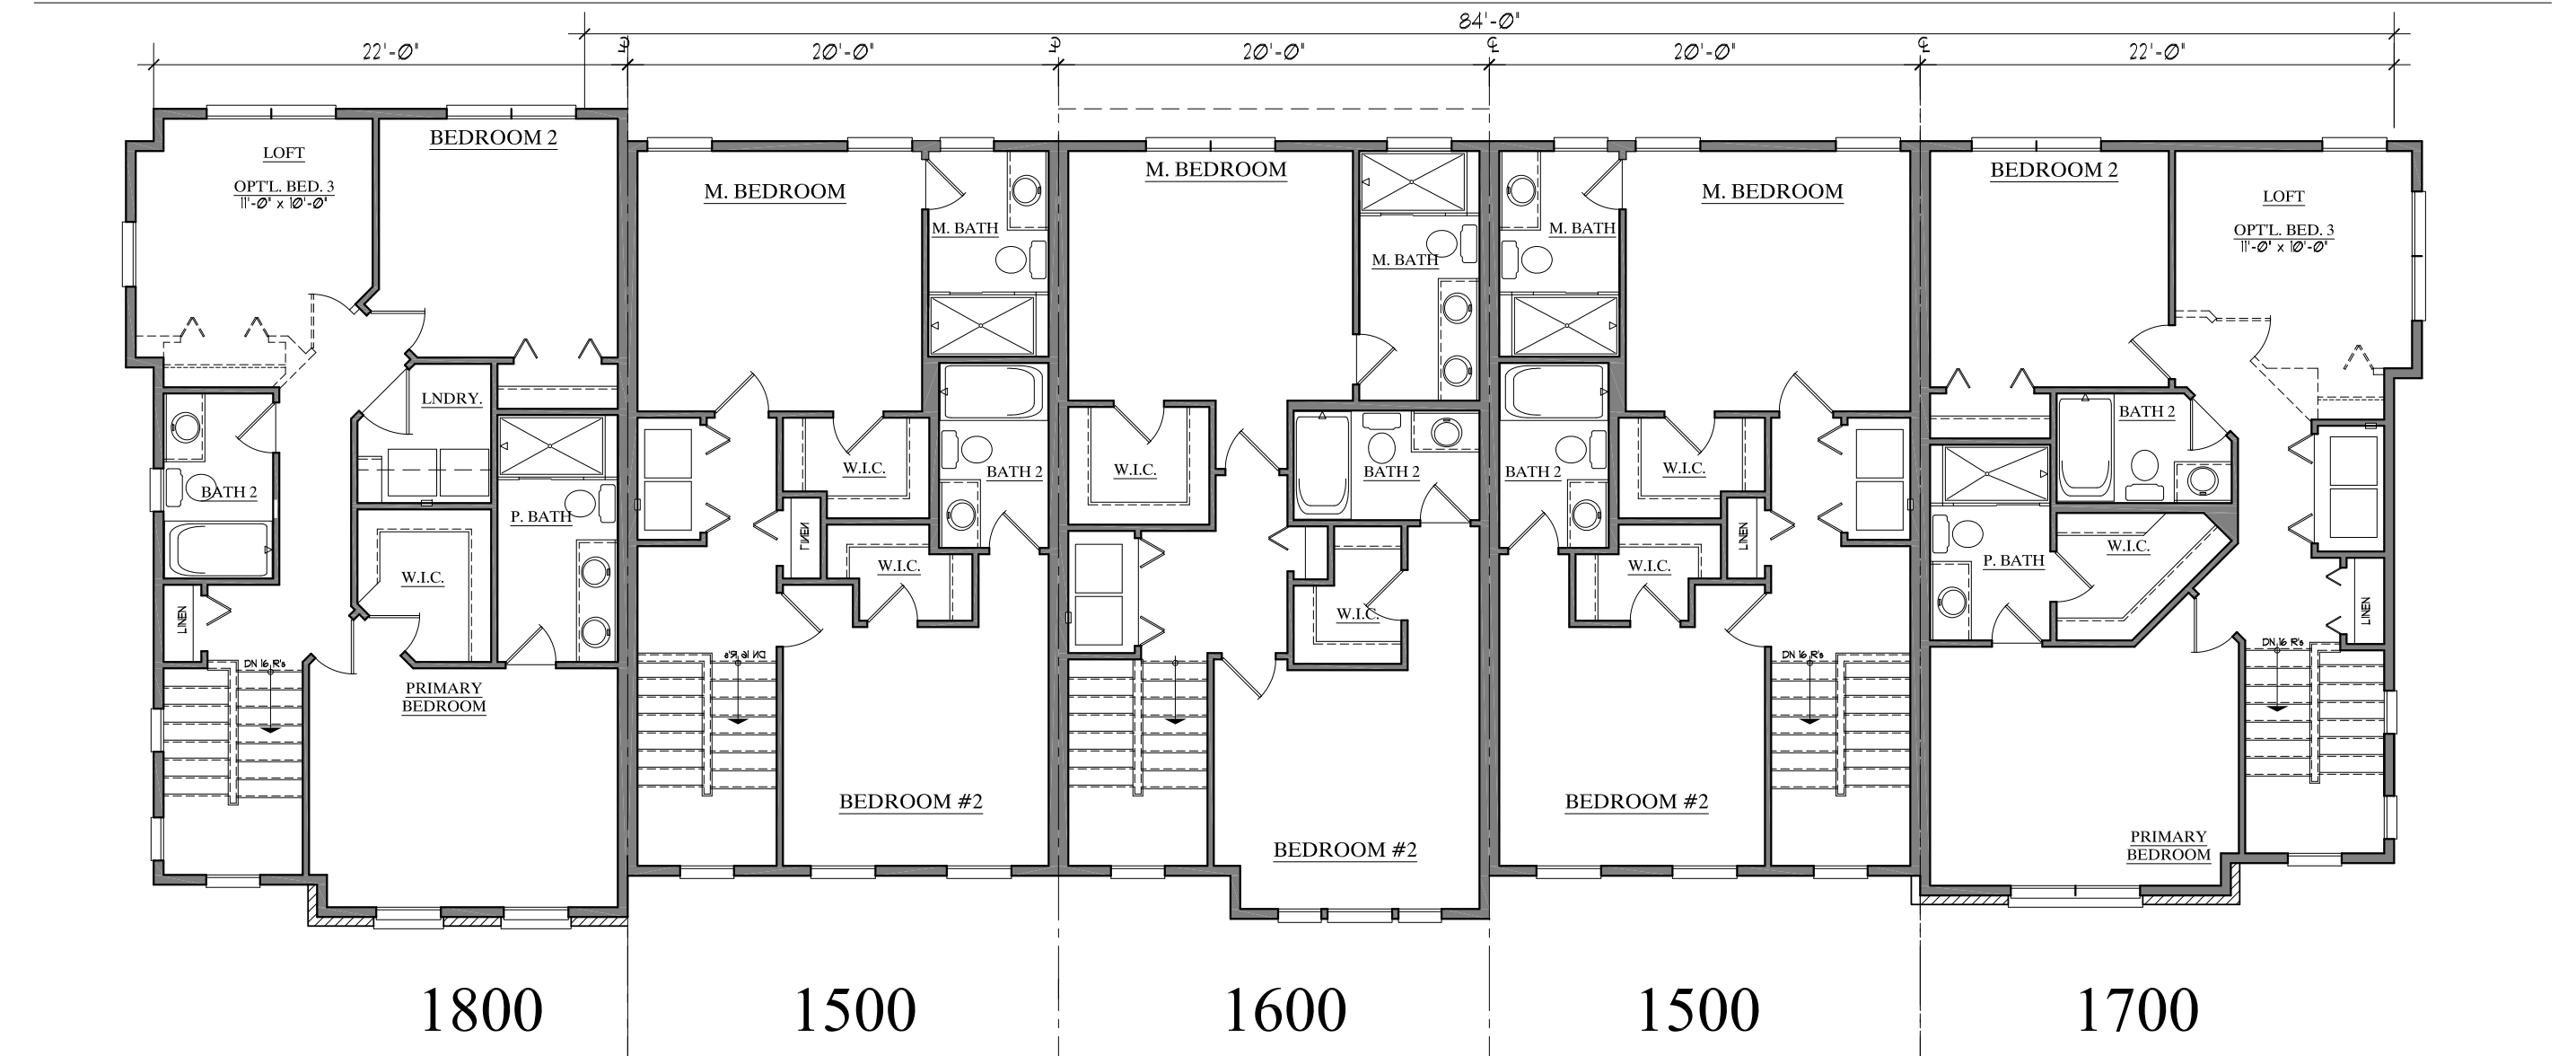 84'-0"
22'-0"
20'-0"
20'-0"
20'-0"
22'-0"
LOFT
OPT'L. BED. 3
11'-0" x 10'-0"
BEDROOM 2
LNDRY.
BATH 2
P. BATH
W.I.C.
LINEN
DN 16 R's
PRIMARY
BEDROOM
M. BEDROOM
M. BATH
W.I.C.
BATH 2
LINEN
W.I.C.
DN 16 R's
BEDROOM #2
M. BEDROOM
M. BATH
W.I.C.
BATH 2
W.I.C.
BEDROOM #2
M. BATH
M. BEDROOM
BATH 2
W.I.C.
LINEN
W.I.C.
DN 16 R's
BEDROOM #2
BEDROOM 2
LOFT
OPT'L. BED. 3
11'-0" x 10'-0"
BATH 2
W.I.C.
P. BATH
LINEN
DN 16 R's
PRIMARY
BEDROOM
1800
1500
1600
1500
1700